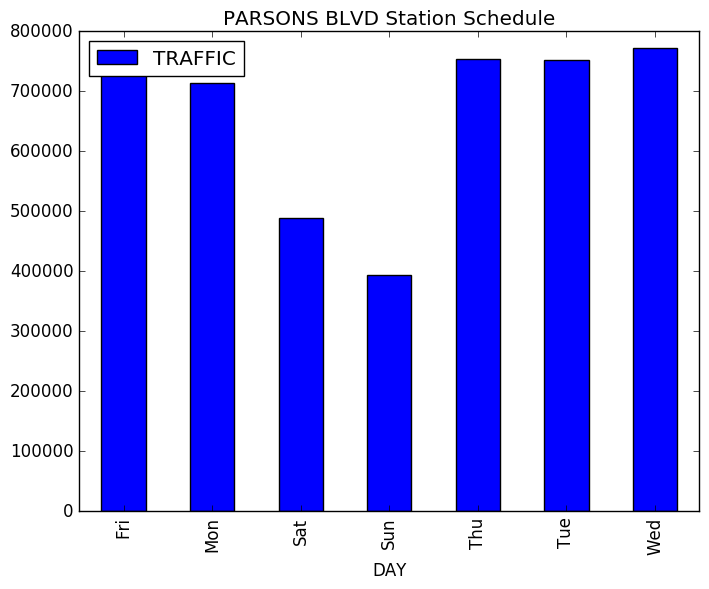 PARSONS BLVD Station Schedule
TRAFFIC
800000
700000
600000
500000
400000
300000
200000
100000
0
Fri
Mon
Sat
Sun
Thu
Tue
Wed
DAY